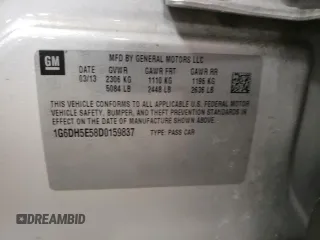 GM
MFD BY GENERAL MOTORS LLC
03/13 GVWR GAWR FRT GAWR RR
2306 KG 1110 KG 1196 KG
5084 LB 2448 LB 2636 LB
THIS VEHICLE CONFORMS TO ALL APPLICABLE U.S. FEDERAL
MOTOR VEHICLE SAFETY, BUMPER, AND THEFT PREVENTION
STANDARDS IN EFFECT ON THE DATE OF MANUFACTURE SHOWN ABOVE.
1G6DH5E58D0159837 TYPE: PASS CAR
DREAMBID